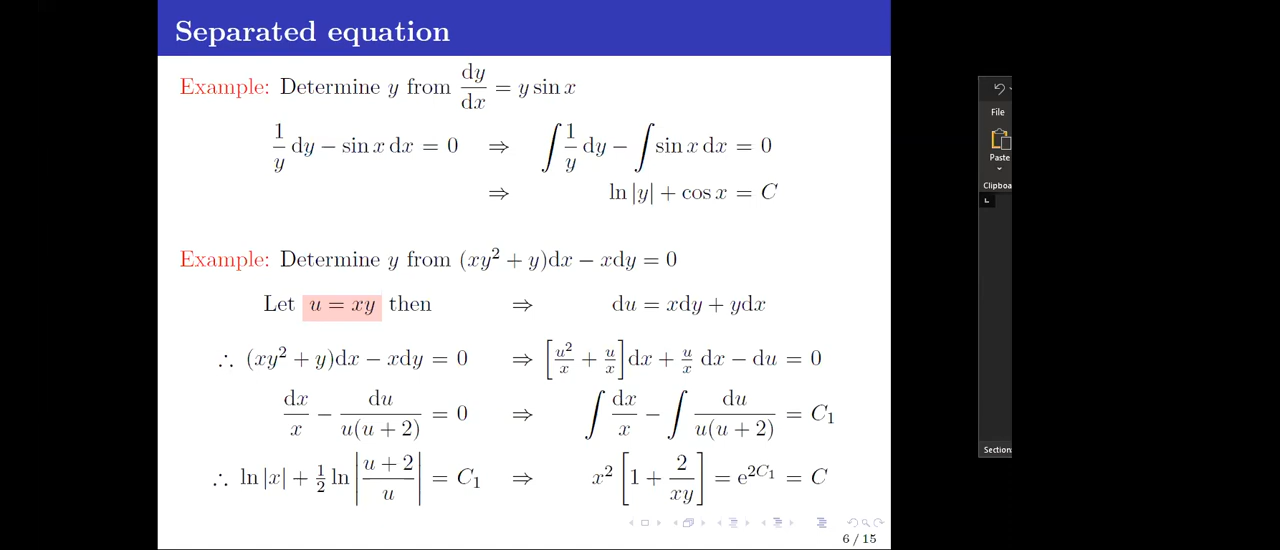 Separated equation
Example: Determine y from dy/dx = y sin x
1/y dy − sin x dx = 0 ⇒ ∫ 1/y dy − ∫ sin x dx = 0
⇒ ln |y| + cos x = C
Example: Determine y from (xy² + y)dx − xdy = 0
Let u = xy then ⇒ du = xdy + ydx
∴ (xy² + y)dx − xdy = 0 ⇒ [u²/x + u/x] dx + u/x dx − du = 0
dx/x − du/u(u + 2) = 0 ⇒ ∫ dx/x − ∫ du/u(u + 2) = C₁
∴ ln |x| + ½ ln |u + 2/u| = C₁ ⇒ x² [1 + 2/xy] = e^2C₁ = C
6 / 15
File
Paste
Clipboa
Section